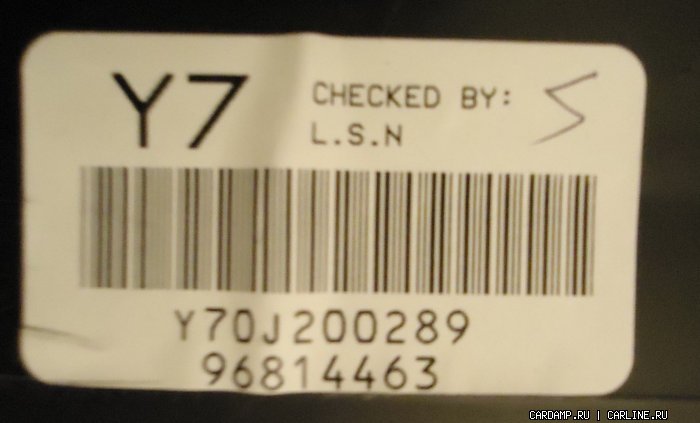 Y7 CHECKED BY: S
L.S.N
Y70J200289
96814463
CARDAMP.RU | CARLINE.RU